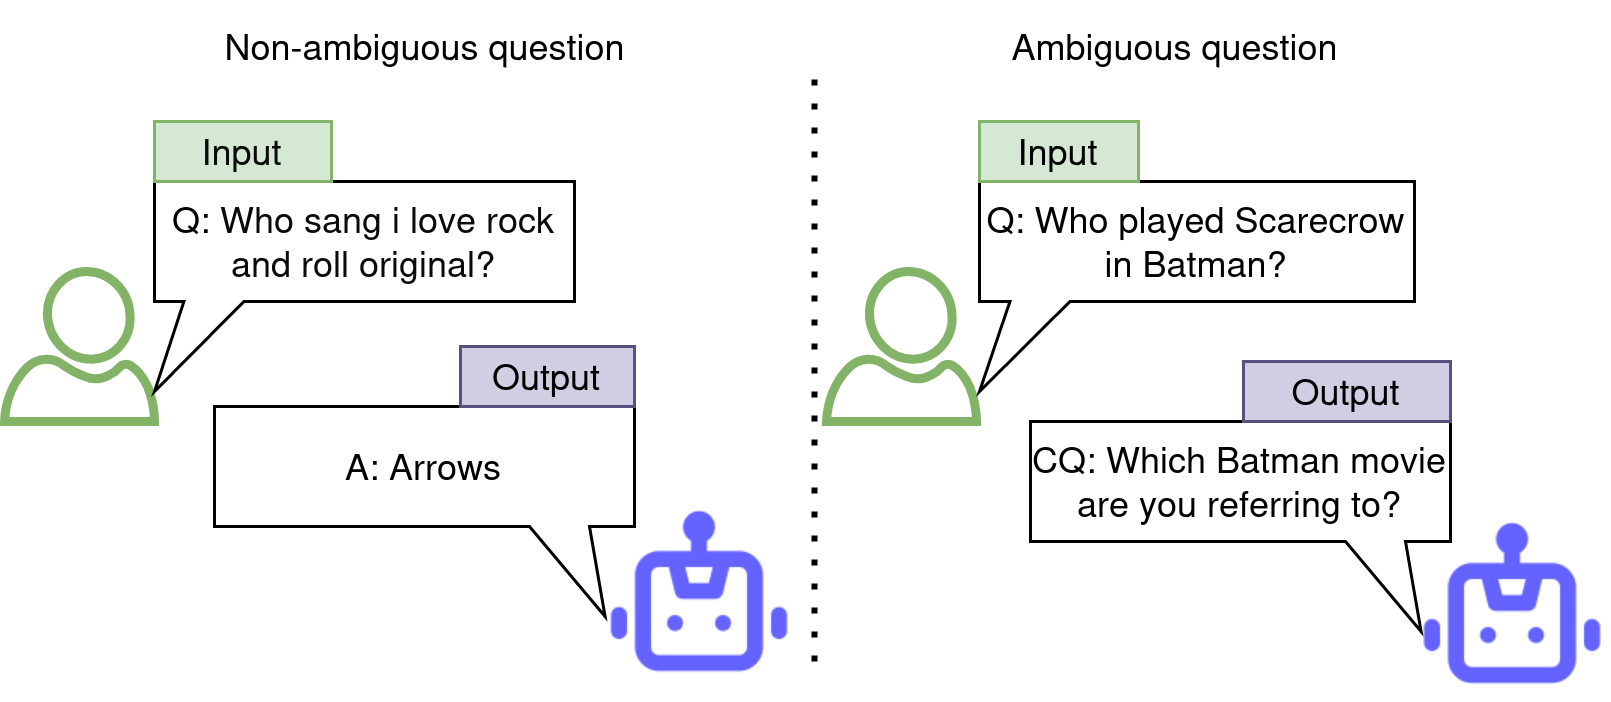 Non-ambiguous question
Input
Q: Who sang i love rock
and roll original?
Output
A: Arrows
Ambiguous question
Input
Q: Who played Scarecrow
in Batman?
Output
CQ: Which Batman movie
are you referring to?